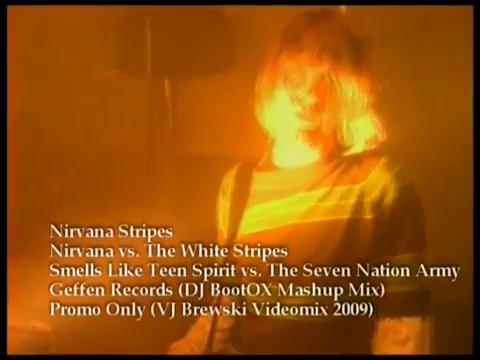 Nirvana Stripes
Nirvana vs. The White Stripes
Smells Like Teen Spirit vs. The Seven Nation Army
Geffen Records (DJ BootOX Mashup Mix)
Promo Only (VJ Brewski Videomix 2009)